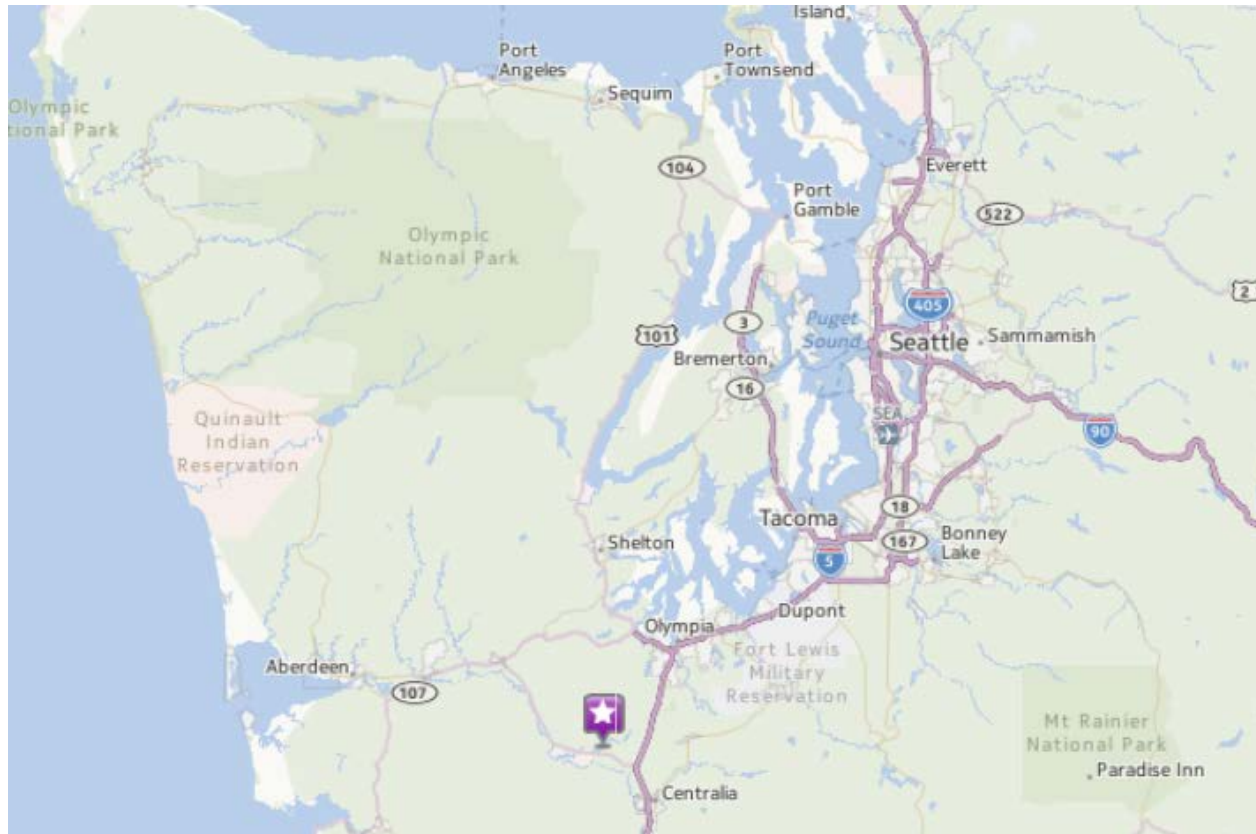 Island
Port
Angeles
Port
Townsend
Sequim
Olympic
National Park
Everett
104
Port
Gamble
522
Olympic
National Park
2
405
3
Puget
Sound
101
Seattle
Sammamish
Bremerton
16
SEA
Quinault
Indian
Reservation
90
18
Tacoma
167
Bonney
Lake
Shelton
5
Dupont
Olympia
Fort Lewis
Military
Reservation
Aberdeen
107
Mt Rainier
National Park
Paradise Inn
Centralia